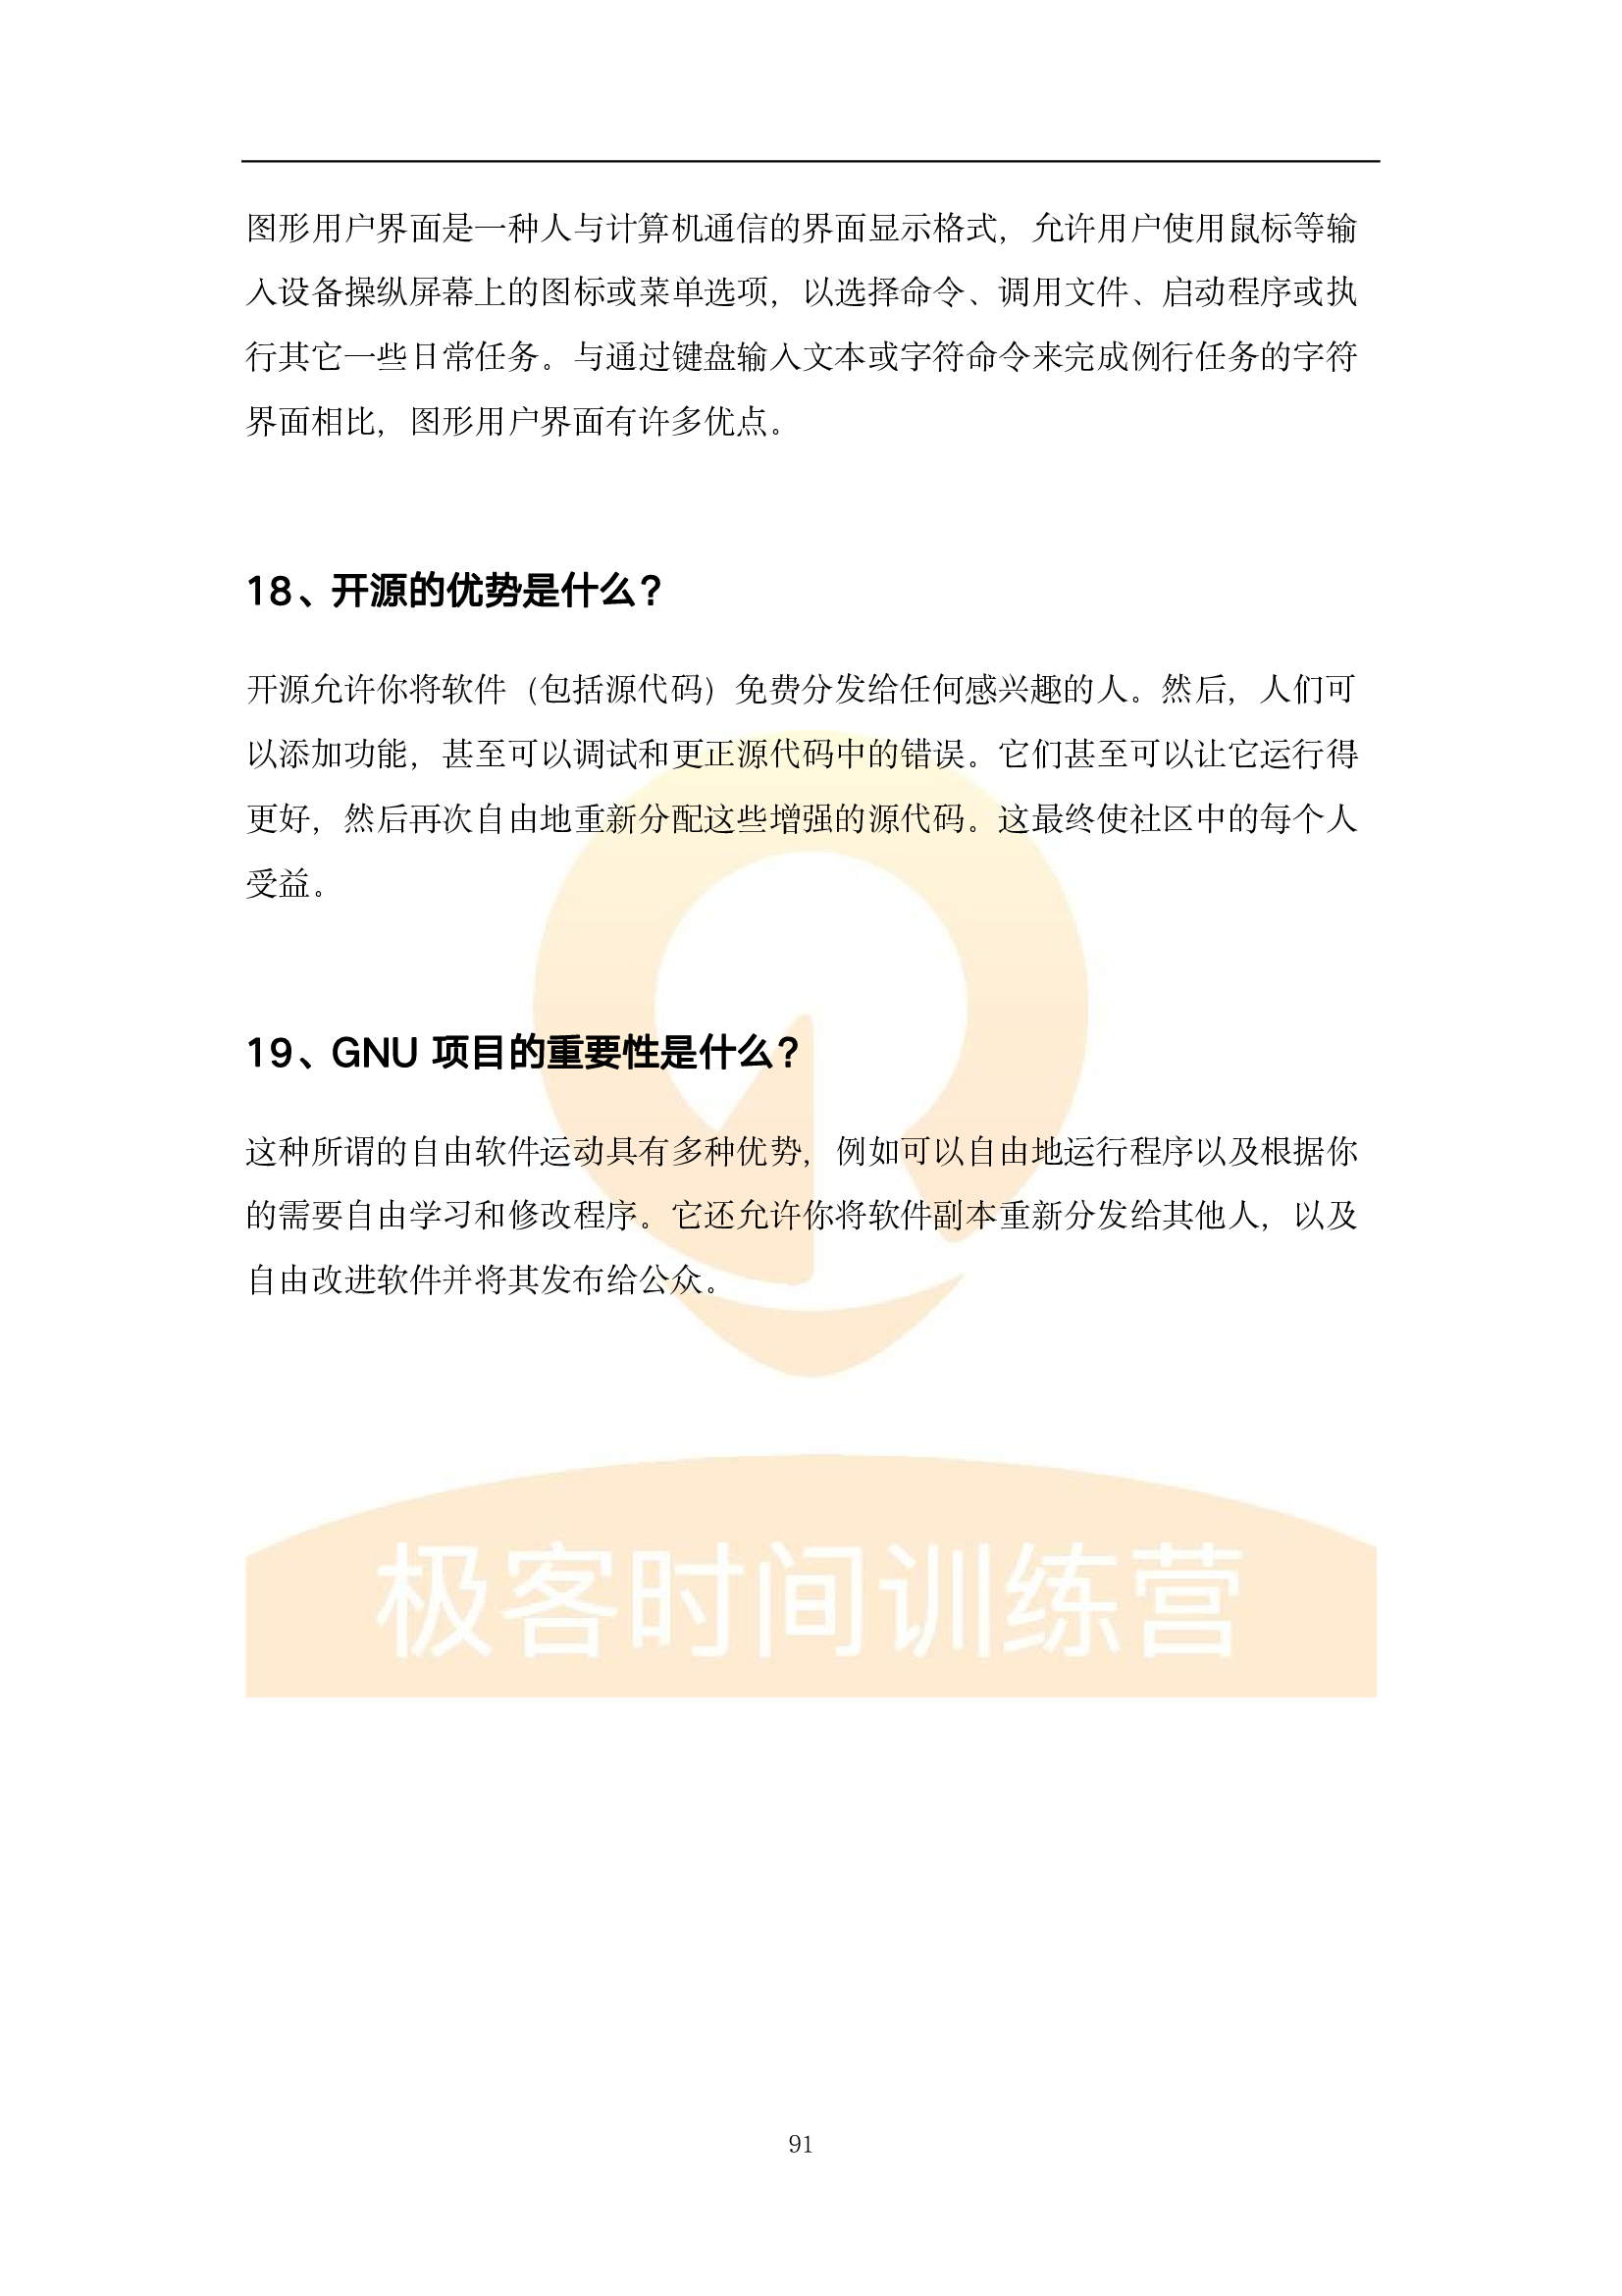 图形用户界面是一种人与计算机通信的界面显示格式，允许用户使用鼠标等输
入设备操纵屏幕上的图标或菜单选项，以选择命令、调用文件、启动程序或执
行其它一些日常任务。与通过键盘输入文本或字符命令来完成例行任务的字符
界面相比，图形用户界面有许多优点。
18、开源的优势是什么？
开源允许你将软件（包括源代码）免费分发给任何感兴趣的人。然后，人们可
以添加功能，甚至可以调试和更正源代码中的错误。它们甚至可以让它运行得
更好，然后再次自由地重新分配这些增强的源代码。这最终使社区中的每个人
受益。
19、GNU 项目的重要性是什么？
这种所谓的自由软件运动具有多种优势，例如可以自由地运行程序以及根据你
的需要自由学习和修改程序。它还允许你将软件副本重新分发给其他人，以及
自由改进软件并将其发布给公众。
极客时间训练营
91